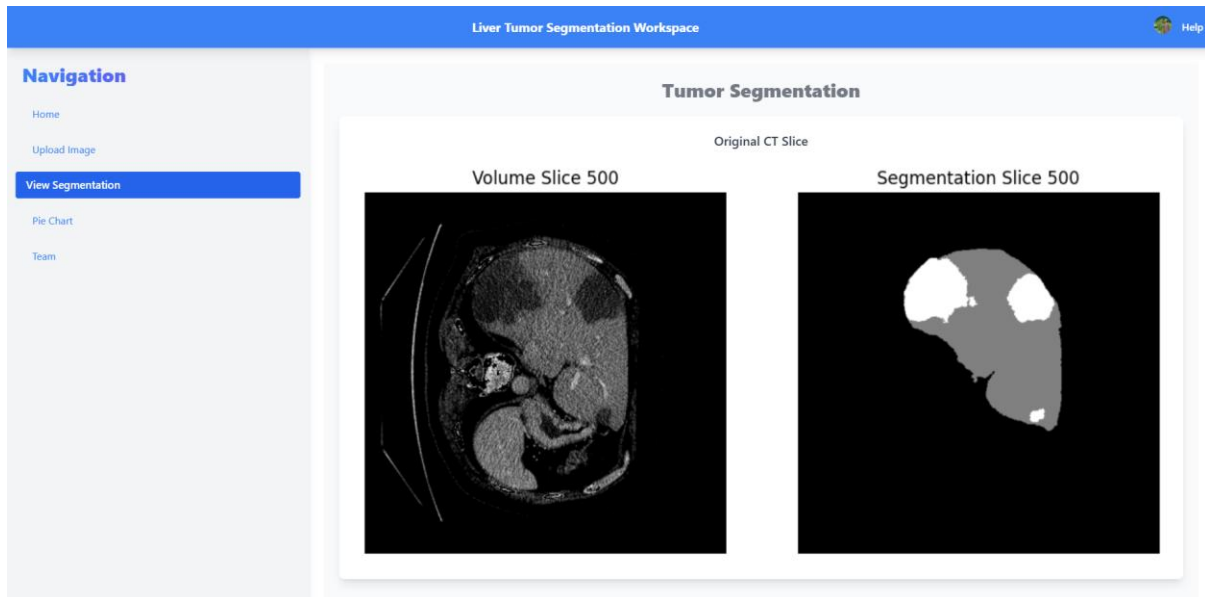 Liver Tumor Segmentation Workspace
Help
Navigation
Home
Upload Image
View Segmentation
Pie Chart
Team
Tumor Segmentation
Original CT Slice
Volume Slice 500
Segmentation Slice 500